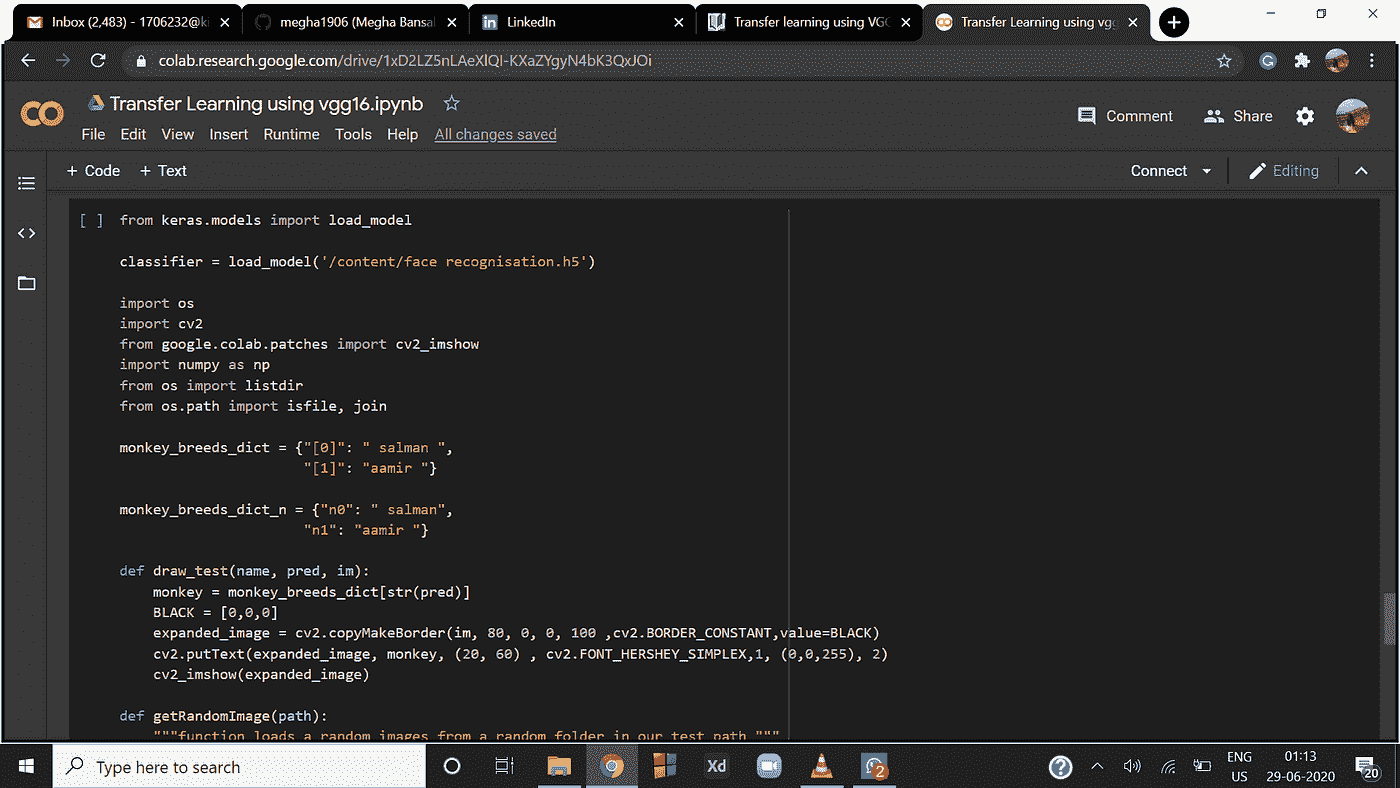 Inbox (2,483) - 1706232@ki
megha1906 (Megha Bansal
LinkedIn
Transfer learning using VGG
Transfer Learning using vgg
colab.research.google.com/drive/1xD2LZ5nLAeXlQI-KXaZYgyN4bK3QxJOi
Transfer Learning using vgg16.ipynb
Comment
Share
File Edit View Insert Runtime Tools Help All changes saved
+ Code + Text
Connect
Editing
[ ] from keras.models import load_model
classifier = load_model('/content/face recognisation.h5')
import os
import cv2
from google.colab.patches import cv2_imshow
import numpy as np
from os import listdir
from os.path import isfile, join
monkey_breeds_dict = {"[0]": " salman ",
"[1]": "aamir "}
monkey_breeds_dict_n = {"n0": " salman",
"n1": "aamir "}
def draw_test(name, pred, im):
monkey = monkey_breeds_dict[str(pred)]
BLACK = [0,0,0]
expanded_image = cv2.copyMakeBorder(im, 80, 0, 0, 100 ,cv2.BORDER_CONSTANT,value=BLACK)
cv2.putText(expanded_image, monkey, (20, 60) , cv2.FONT_HERSHEY_SIMPLEX,1, (0,0,255), 2)
cv2_imshow(expanded_image)
def getRandomImage(path):
"""function loads a random images from a random folder in our test path """
Type here to search
Xd
2
ENG
US
01:13
29-06-2020
20